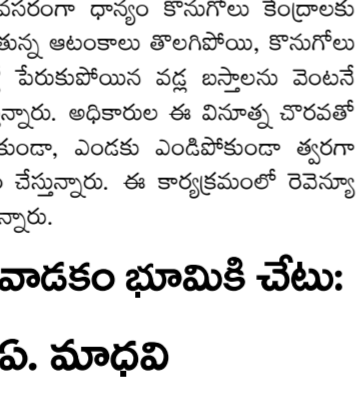 వసరంగా ధాన్యం కొనుగోలు కేంద్రాలకు
తున్న ఆటంకాలు తొలగిపోయి, కొనుగోలు
పేరుకుపోయిన వడ్ల బస్తాలను వెంటనే
న్నారు. అధికారుల ఈ వినూత్న చొరవతో
కుండా, ఎండకు ఎండిపోకుండా త్వరగా
చేస్తున్నారు. ఈ కార్యక్రమంలో రెవెన్యూ
న్నారు.
వాడకం భూమికి చేటు:
ఏ. మాధవి